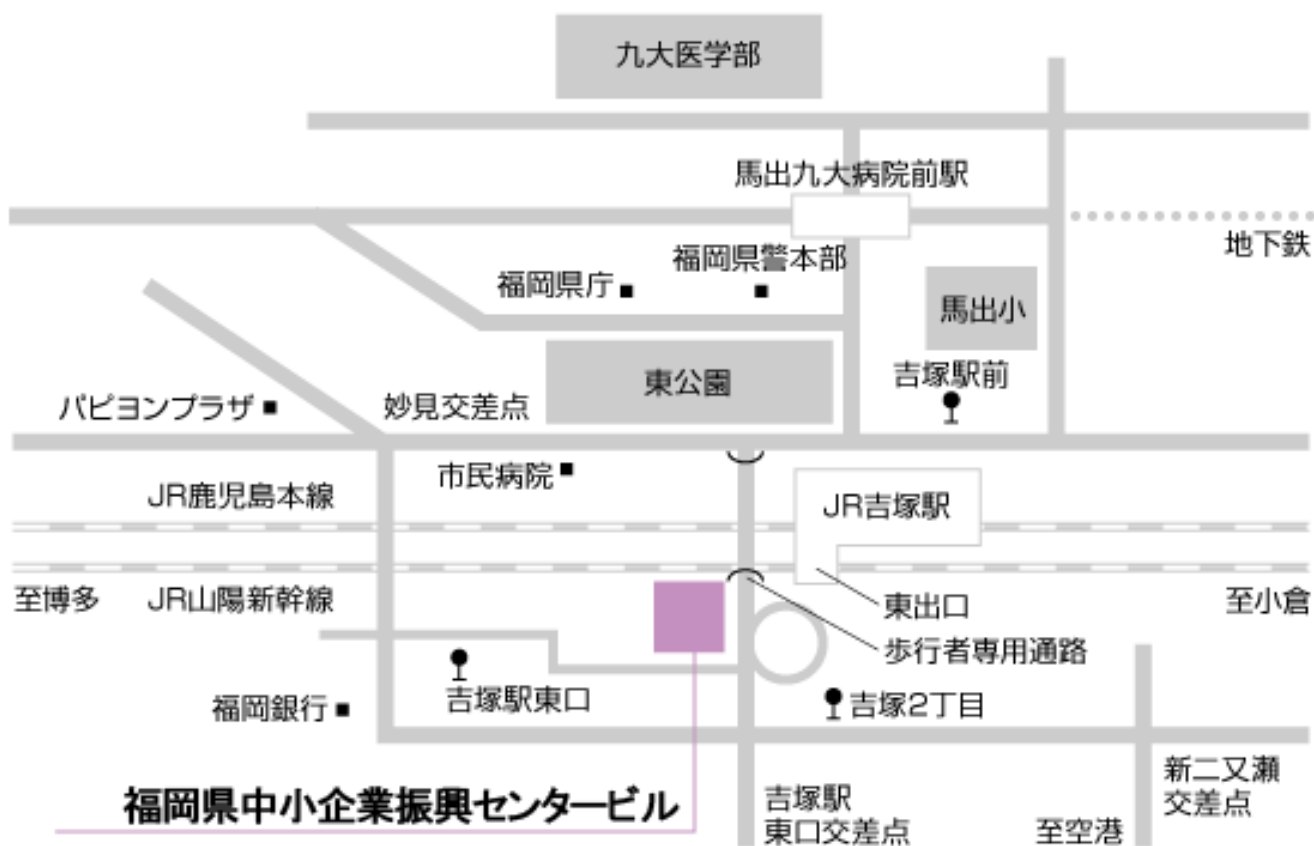 九大医学部
馬出九大病院前駅
地下鉄
福岡県警本部
福岡県庁
馬出小
吉塚駅前
東公園
パピヨンプラザ
妙見交差点
市民病院
JR鹿児島本線
JR吉塚駅
至博多
JR山陽新幹線
東出口
至小倉
歩行者専用通路
吉塚駅東口
福岡銀行
吉塚2丁目
新二又瀬
交差点
福岡県中小企業振興センタービル
吉塚駅
東口交差点
至空港